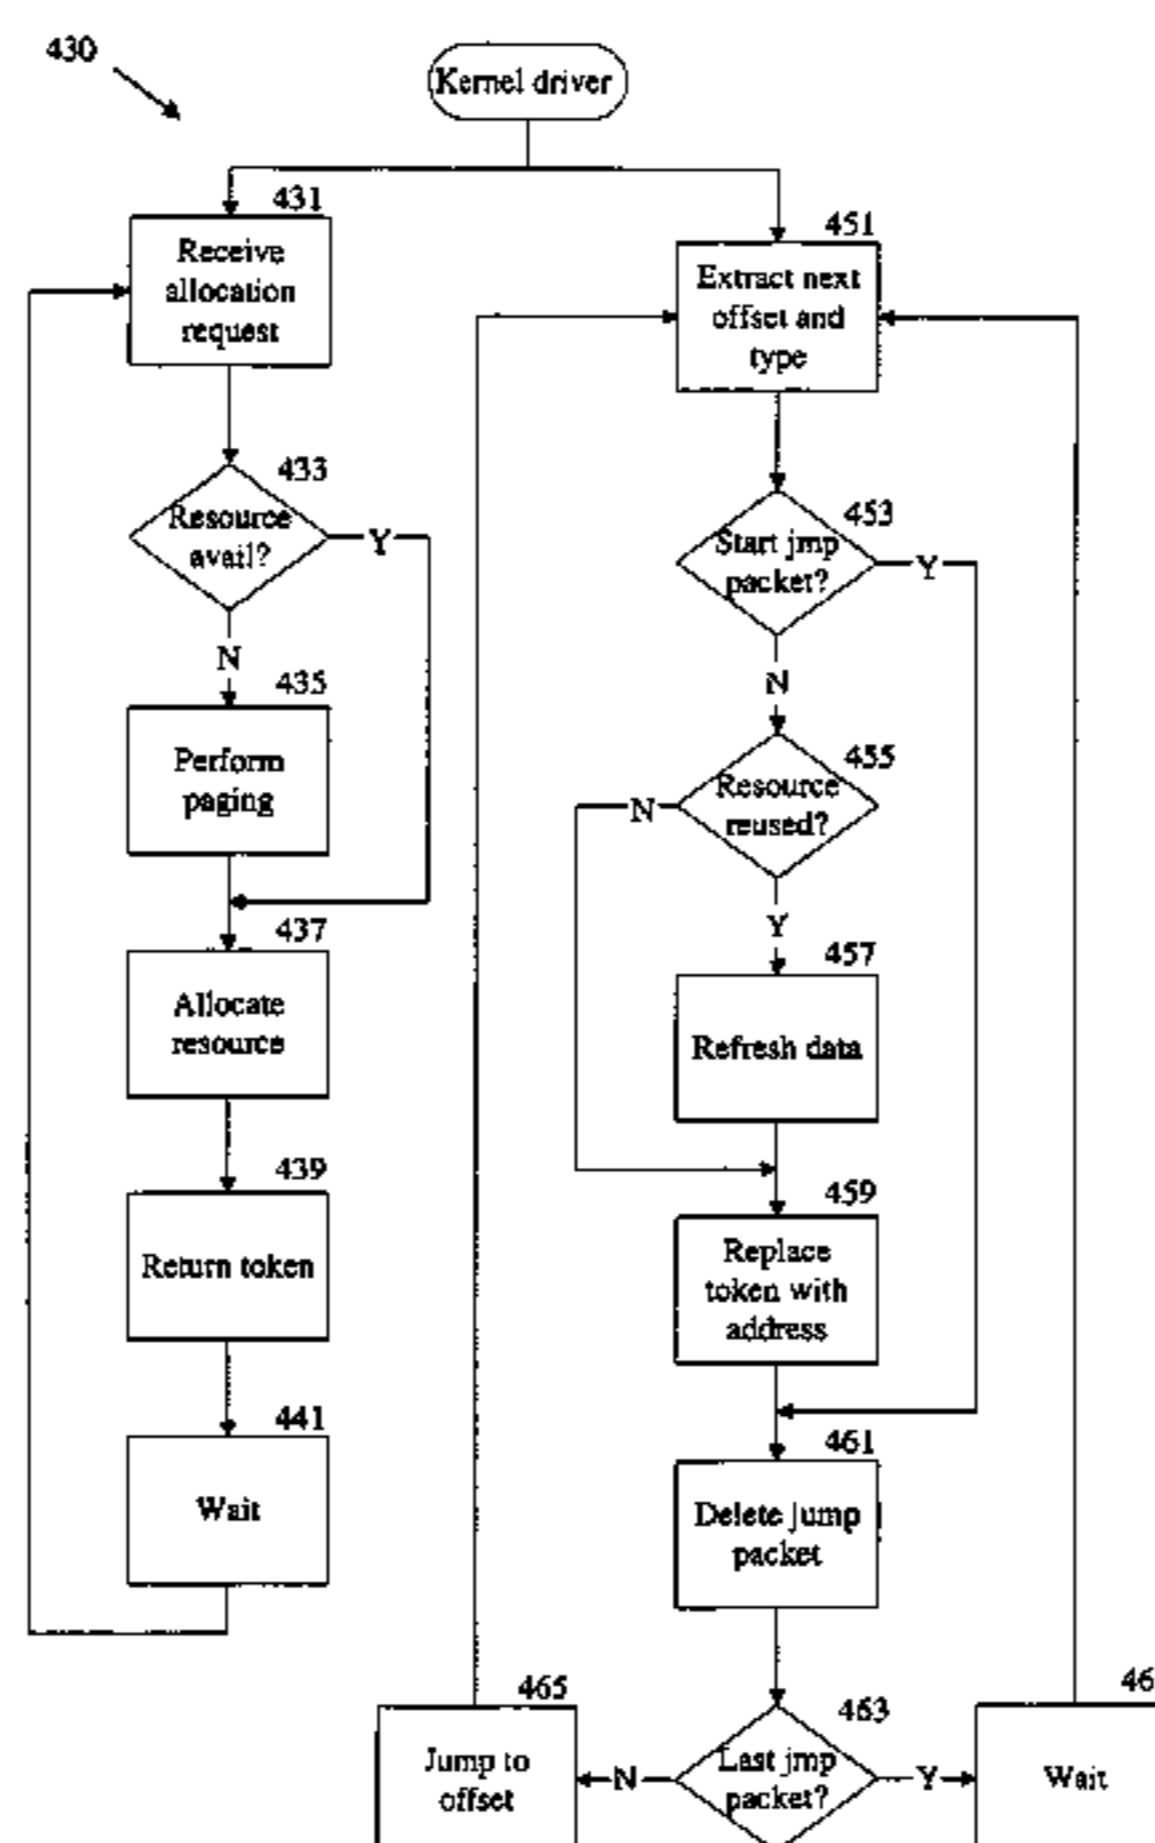 430
Kernel driver
431
Receive
allocation
request
433
Resource
avail?
Y
N
435
Perform
paging
437
Allocate
resource
439
Return token
441
Wait
451
Extract next
offset and
type
453
Start jmp
packet?
Y
N
455
Resource
reused?
N
Y
457
Refresh data
459
Replace
token with
address
461
Delete jump
packet
463
Last jmp
packet?
N
Y
465
Jump to
offset
46
Wait